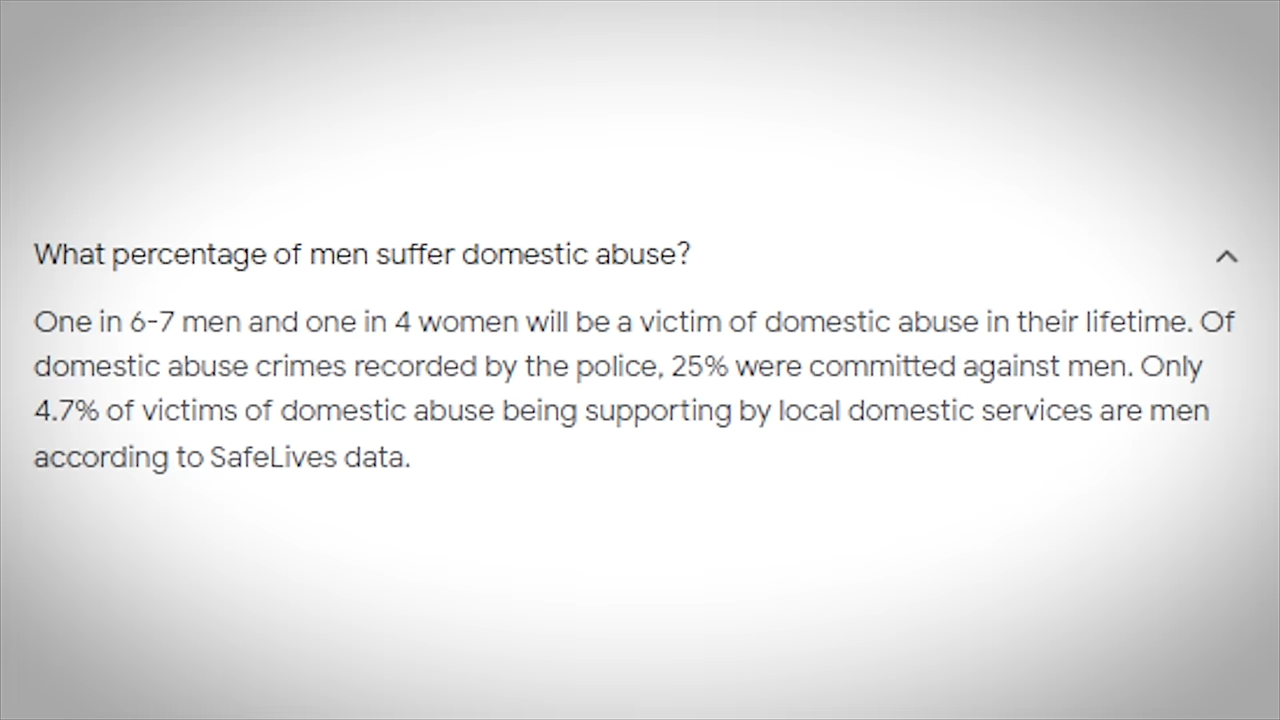 What percentage of men suffer domestic abuse?
One in 6-7 men and one in 4 women will be a victim of domestic abuse in their lifetime. Of
domestic abuse crimes recorded by the police, 25% were committed against men. Only
4.7% of victims of domestic abuse being supporting by local domestic services are men
according to SafeLives data.